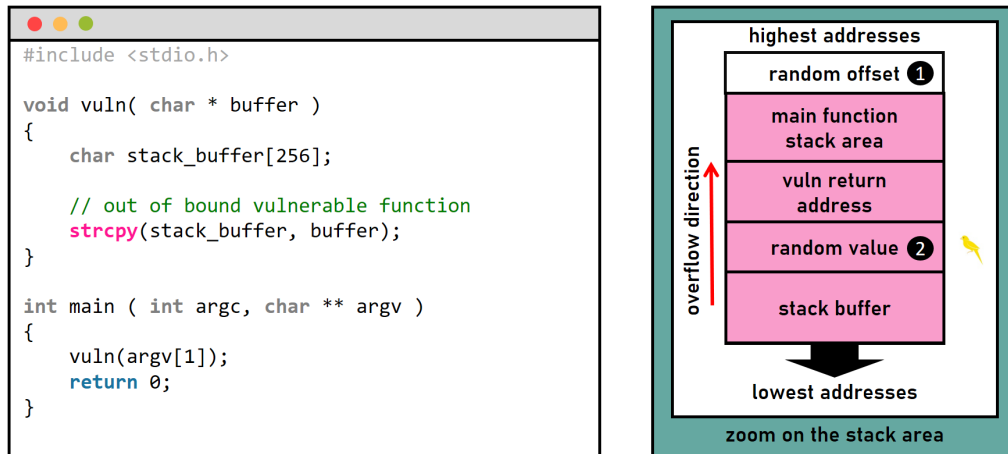 #include <stdio.h>
void vuln( char * buffer )
{
char stack_buffer[256];
// out of bound vulnerable function
strcpy(stack_buffer, buffer);
}
int main ( int argc, char ** argv )
{
vuln(argv[1]);
return 0;
}
highest addresses
random offset 1
main function
stack area
vuln return
address
random value 2
stack buffer
overflow direction
lowest addresses
zoom on the stack area